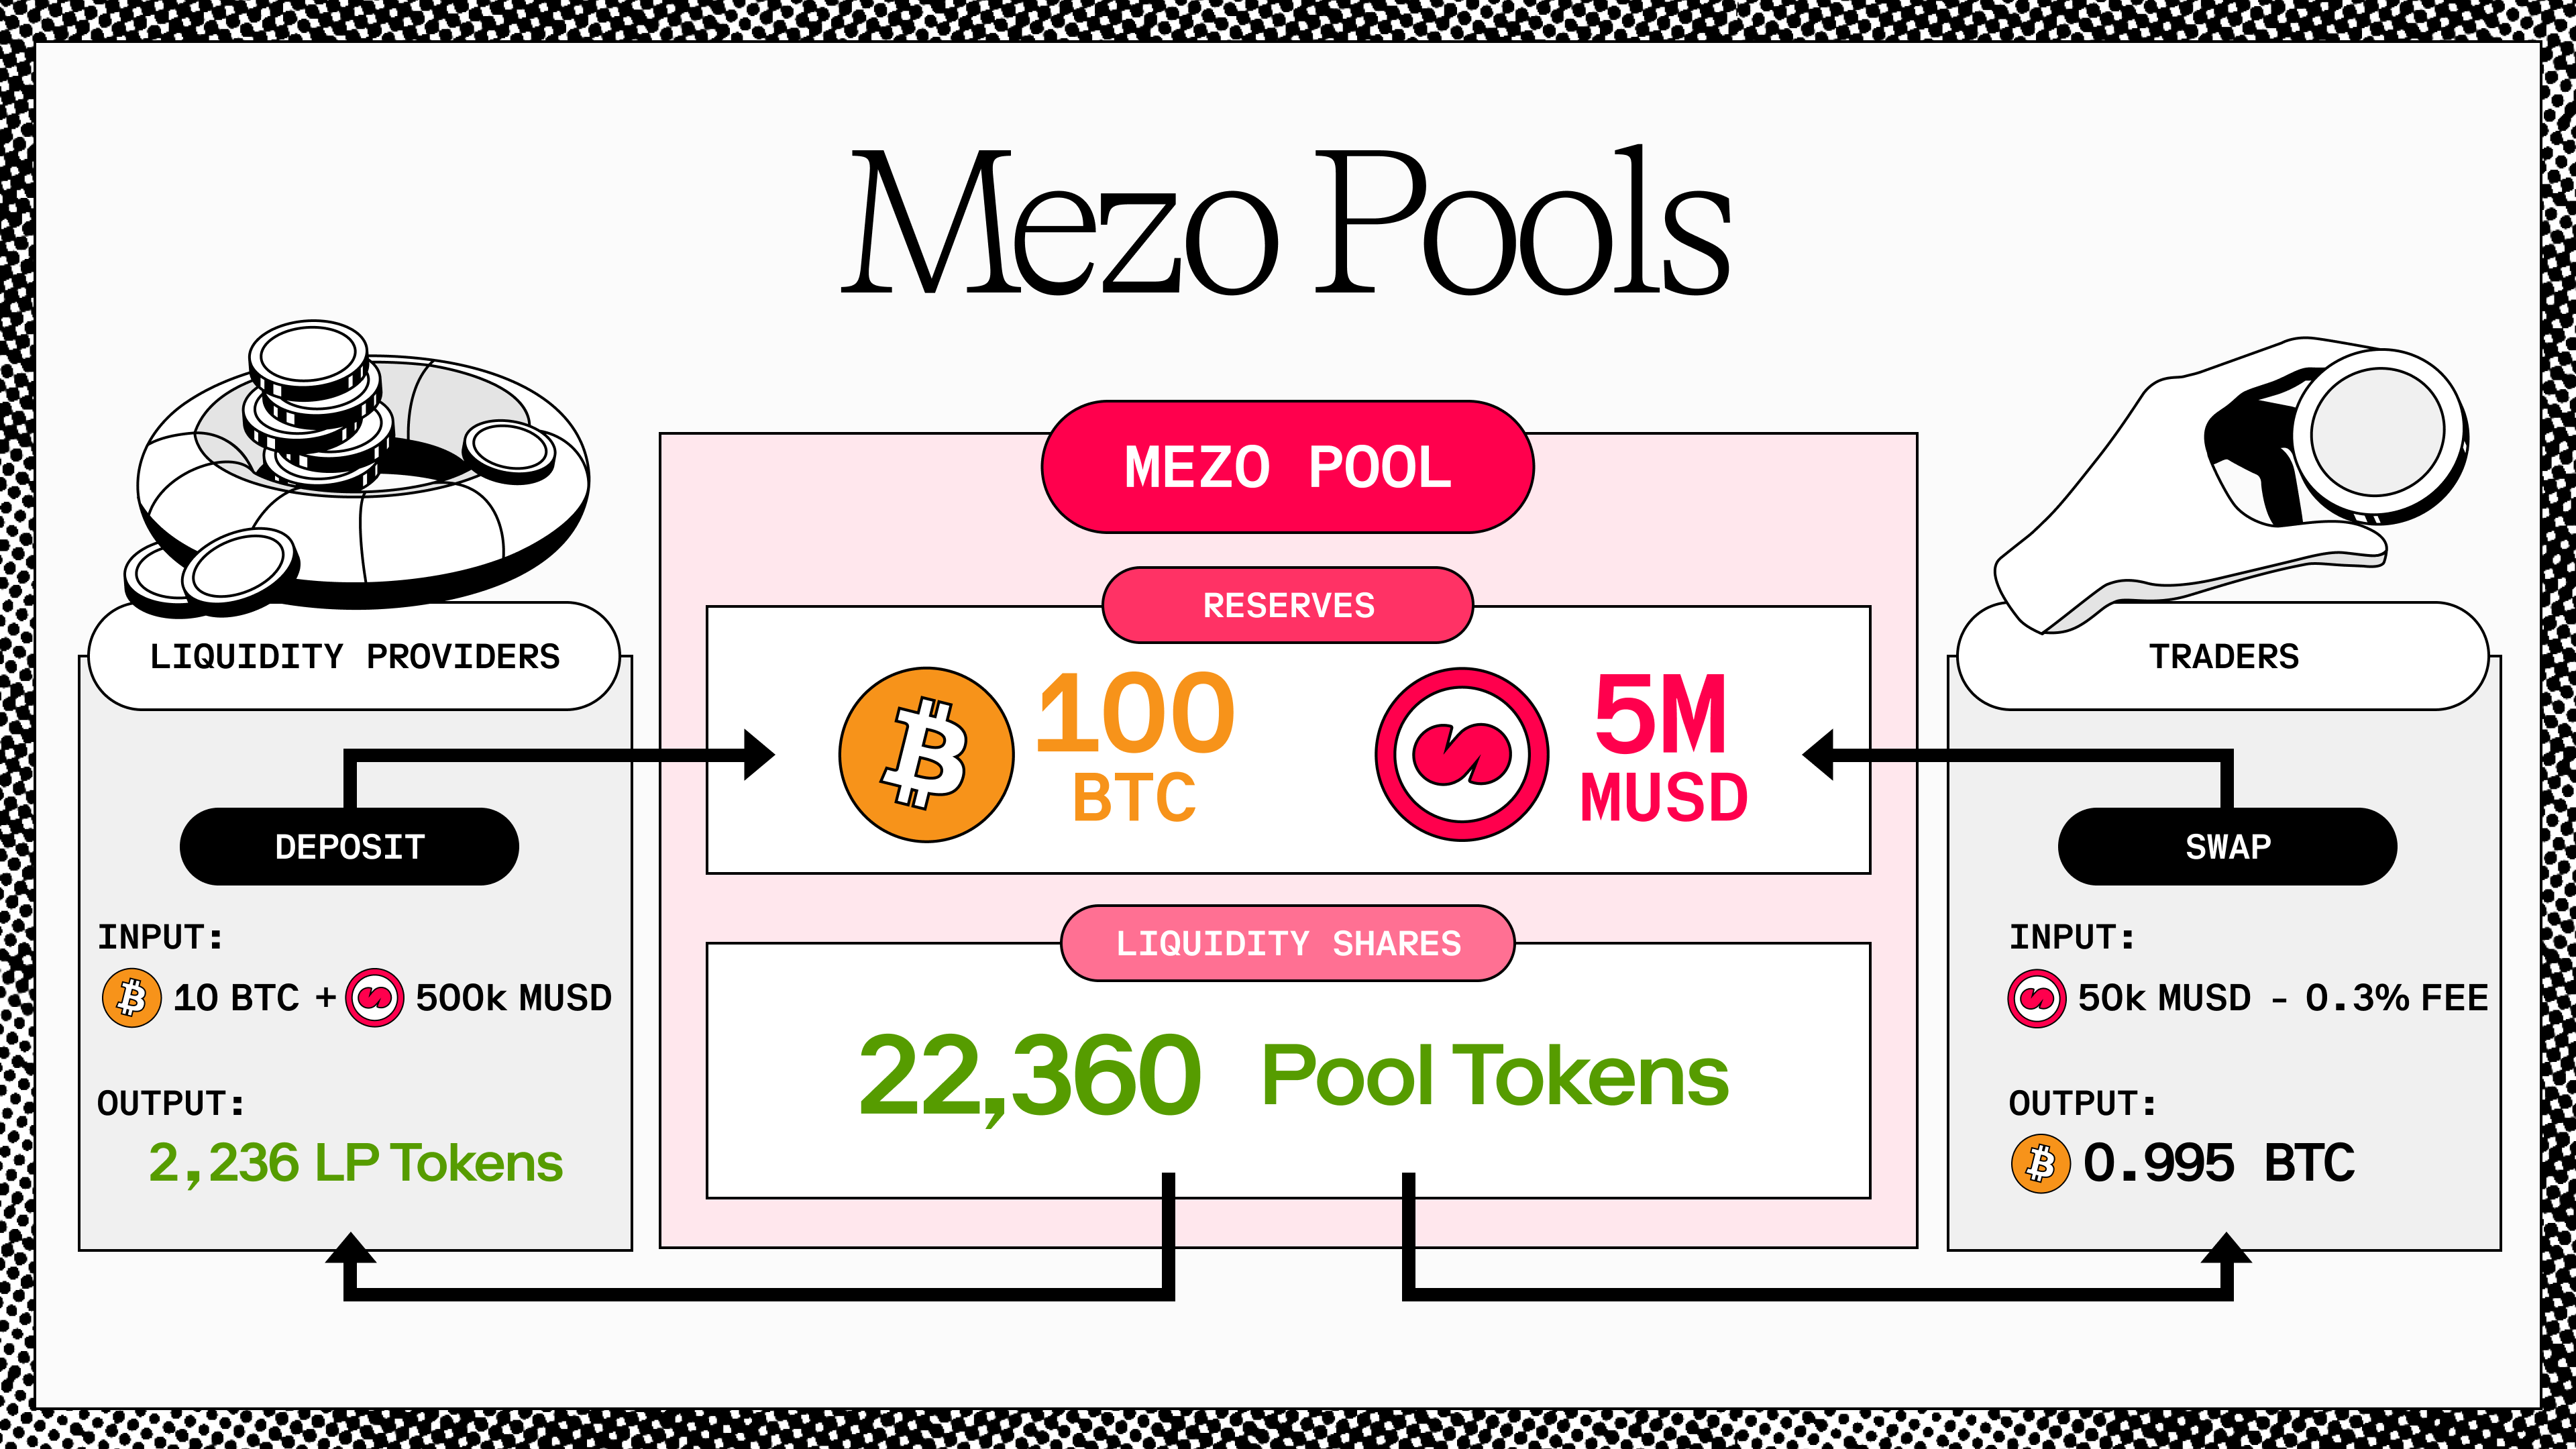 Mezo Pools
LIQUIDITY PROVIDERS
DEPOSIT
INPUT:
10 BTC + 500k MUSD
OUTPUT:
2,236 LP Tokens
MEZO POOL
RESERVES
100
BTC
5M
MUSD
LIQUIDITY SHARES
22,360 Pool Tokens
TRADERS
SWAP
INPUT:
50k MUSD - 0.3% FEE
OUTPUT:
0.995 BTC